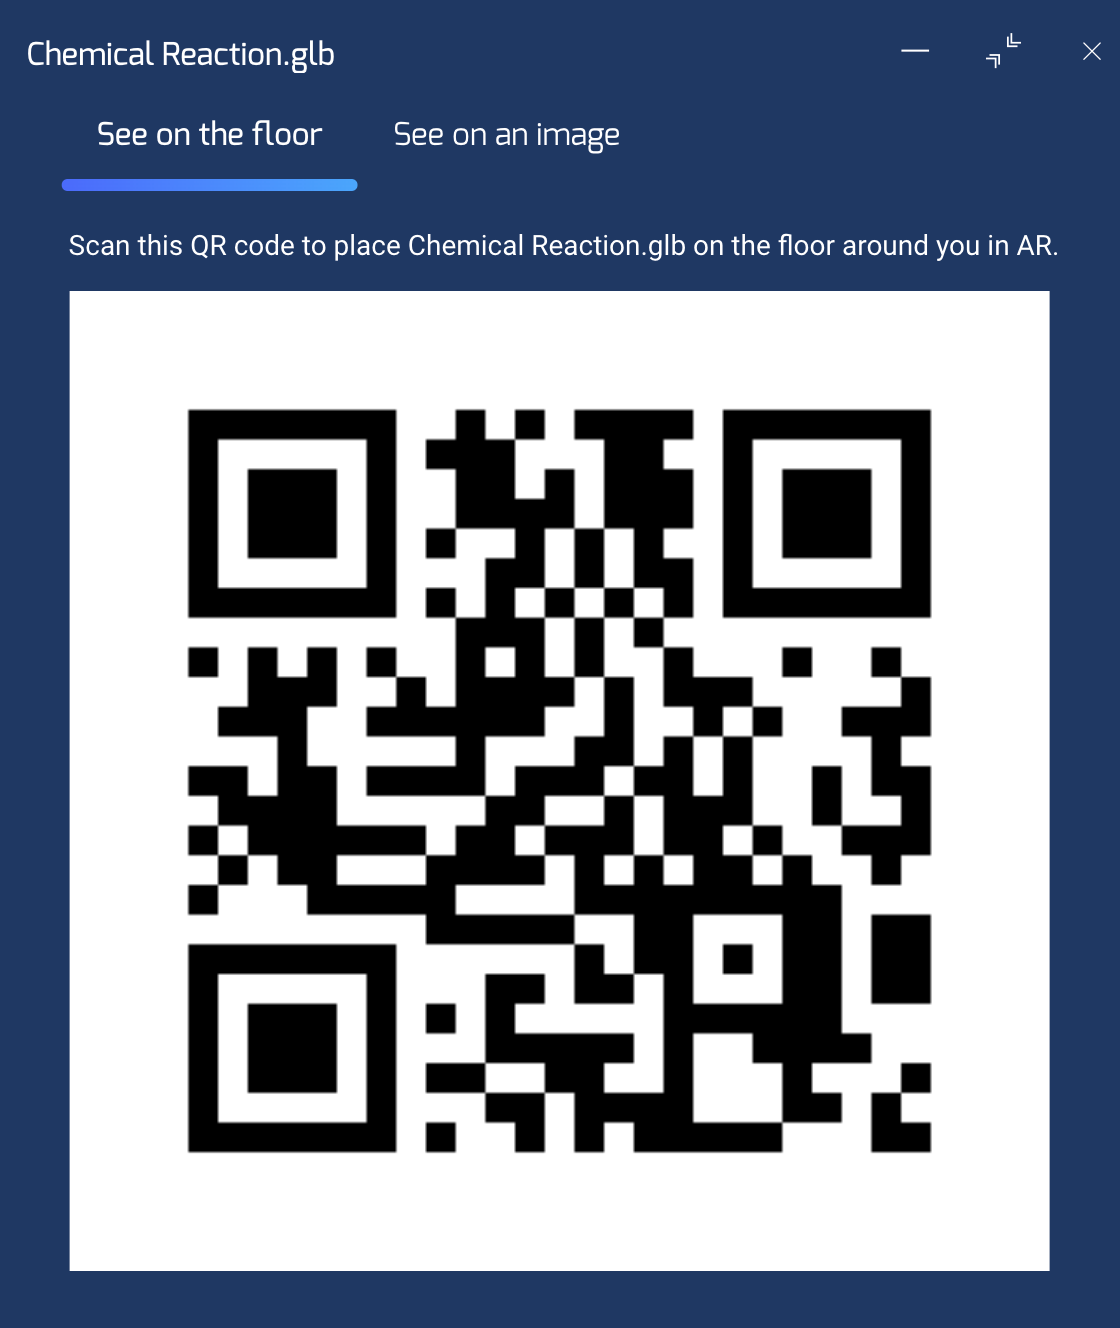 Chemical Reaction.glb
See on the floor
See on an image
Scan this QR code to place Chemical Reaction.glb on the floor around you in AR.